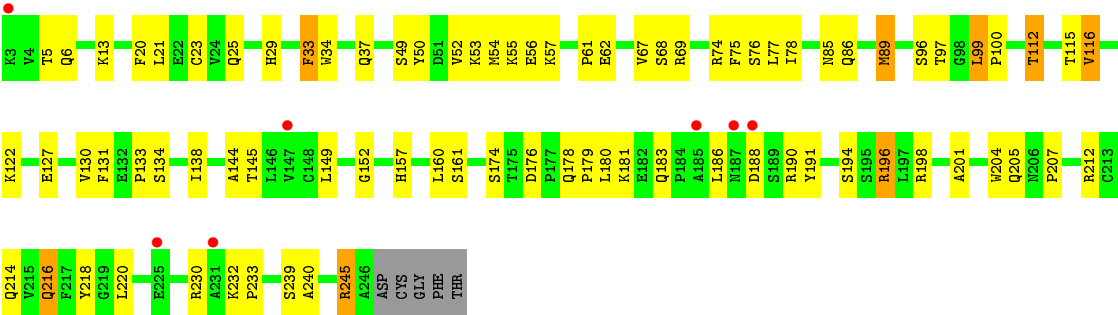 K3 V4 T5 Q6 K13 F20 L21 E22 C23 V24 Q25 H29 F33 W34 Q37 S49 Y50 D51 V52 K53 M54 K55 E56 K57 P61 E62 V67 S68 R69 R74 F75 S76 L77 I78 N85 Q86 M89 S96 T97 G98 L99 P100 T112 T115 V116
K122 E127 V130 F131 E132 P133 S134 I138 A144 T145 L146 V147 C148 L149 G152 H157 L160 S161 S174 T175 D176 P177 Q178 P179 L180 K181 E182 Q183 P184 A185 L186 N187 D188 S189 R190 Y191 S194 S195 R196 L197 R198 A201 W204 Q205 N206 P207 R212 C213
Q214 V215 Q216 F217 Y218 G219 L220 E225 R230 A231 K232 P233 S239 A240 R245 A246 ASP CYS GLY PHE THR